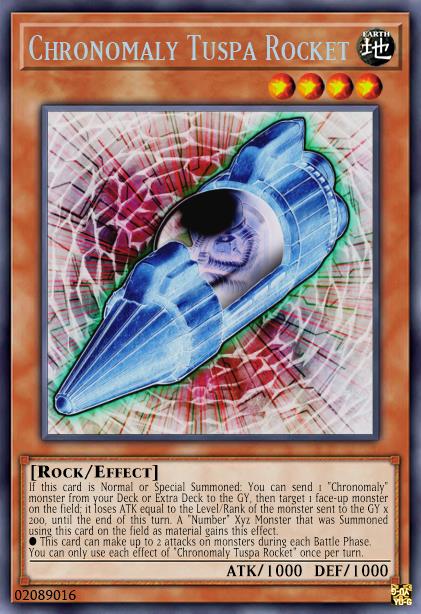 CHRONOMALY TUSPA ROCKET
EARTH
地
[ROCK/EFFECT]
If this card is Normal or Special Summoned: You can send 1 "Chronomaly"
monster from your Deck or Extra Deck to the GY, then target 1 face-up monster
on the field; it loses ATK equal to the Level/Rank of the monster sent to the GY x
200, until the end of this turn. A "Number" Xyz Monster that was Summoned
using this card on the field as material gains this effect.
● This card can make up to 2 attacks on monsters during each Battle Phase.
You can only use each effect of "Chronomaly Tuspa Rocket" once per turn.
ATK/1000 DEF/1000
02089016